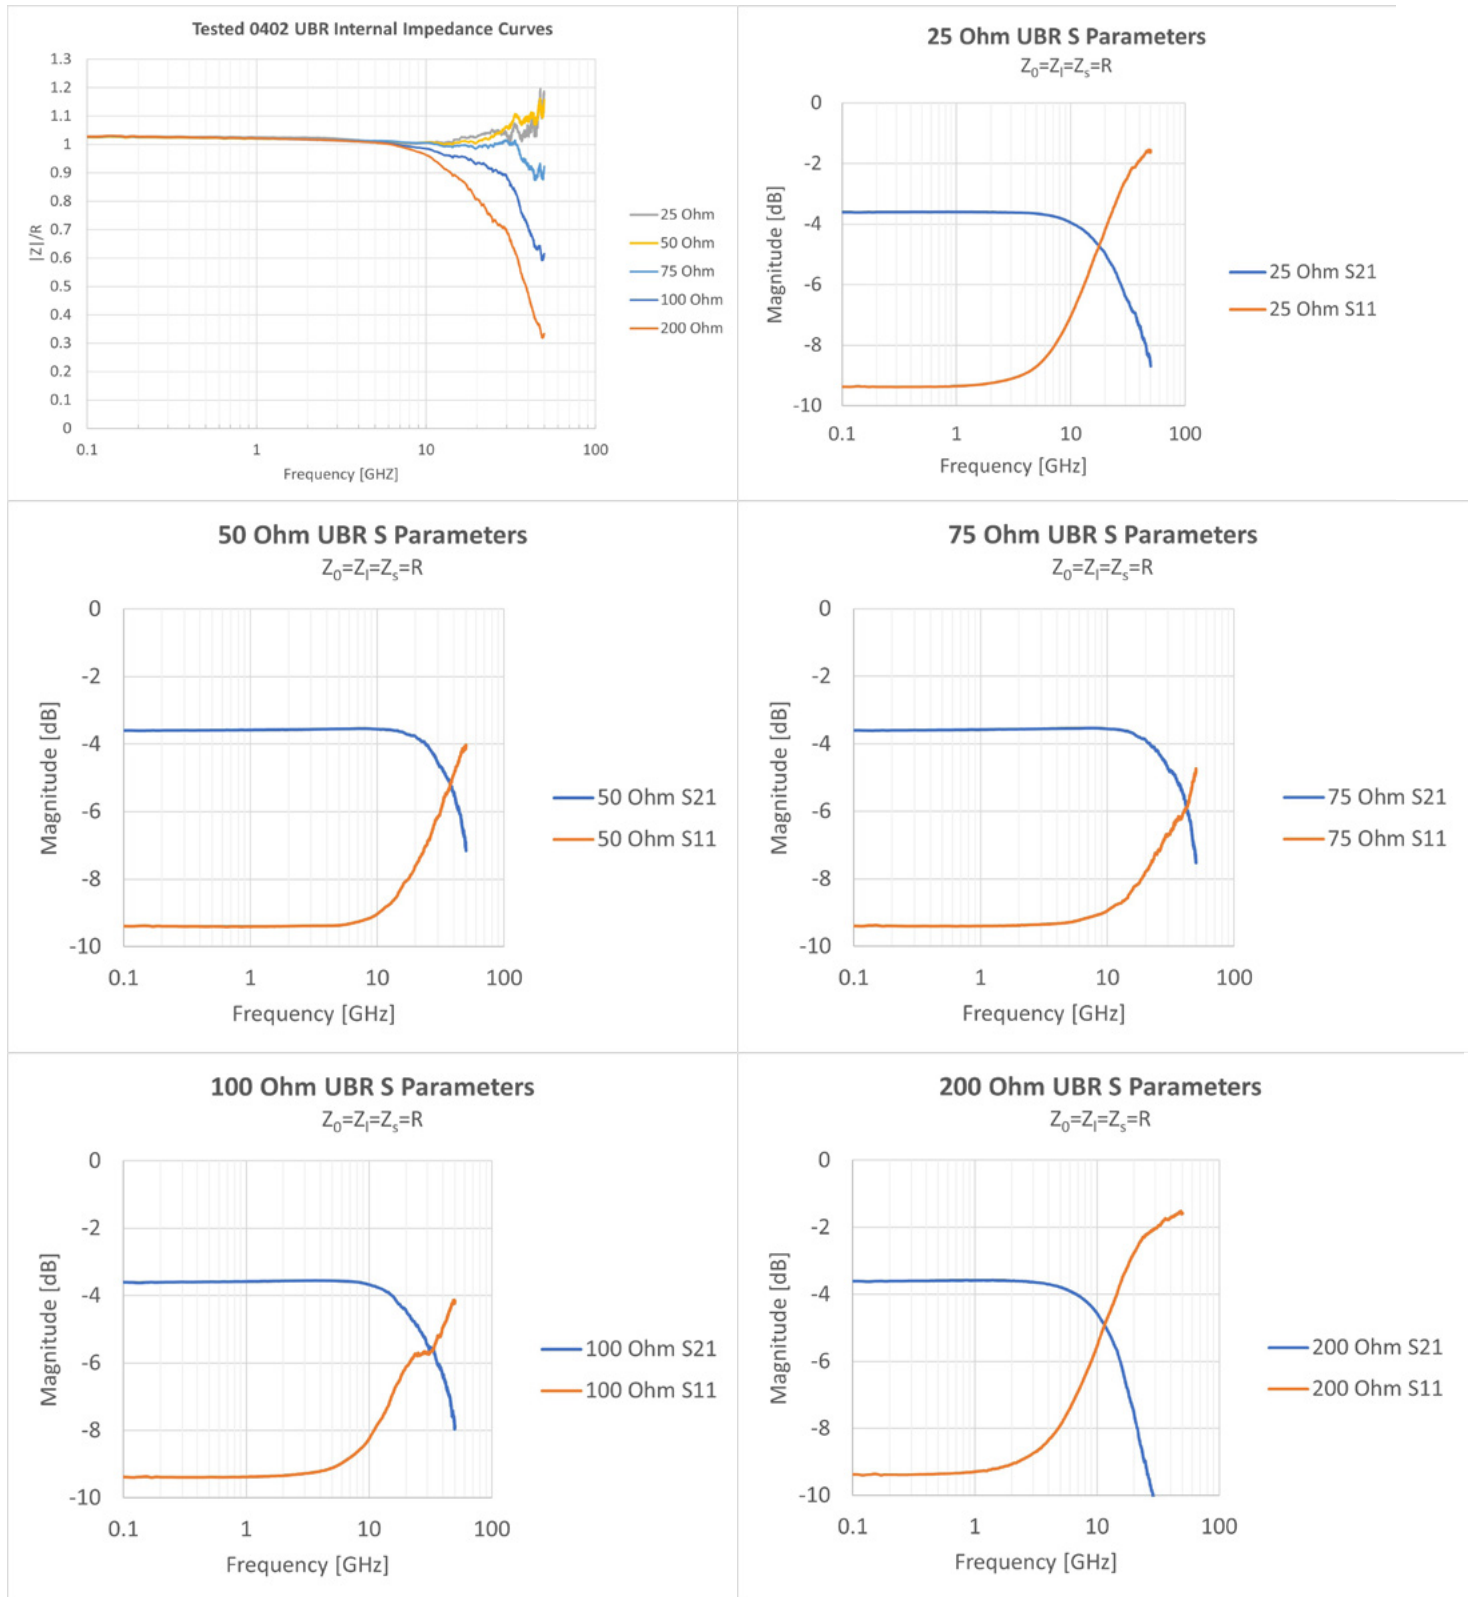 Tested 0402 UBR Internal Impedance Curves
1.3
1.2
1.1
1
0.9
0.8
0.7
0.6
0.5
0.4
0.3
0.2
0.1
0
|Z|/R
0.1 1 10 100
Frequency [GHZ]
25 Ohm
50 Ohm
75 Ohm
100 Ohm
200 Ohm
25 Ohm UBR S Parameters
Z0=Zl=Zs=R
0
-2
-4
-6
-8
-10
Magnitude [dB]
0.1 1 10 100
Frequency [GHz]
25 Ohm S21
25 Ohm S11
50 Ohm UBR S Parameters
Z0=Zl=Zs=R
0
-2
-4
-6
-8
-10
Magnitude [dB]
0.1 1 10 100
Frequency [GHz]
50 Ohm S21
50 Ohm S11
75 Ohm UBR S Parameters
Z0=Zl=Zs=R
0
-2
-4
-6
-8
-10
Magnitude [dB]
0.1 1 10 100
Frequency [GHz]
75 Ohm S21
75 Ohm S11
100 Ohm UBR S Parameters
Z0=Zl=Zs=R
0
-2
-4
-6
-8
-10
Magnitude [dB]
0.1 1 10 100
Frequency [GHz]
100 Ohm S21
100 Ohm S11
200 Ohm UBR S Parameters
Z0=Zl=Zs=R
0
-2
-4
-6
-8
-10
Magnitude [dB]
0.1 1 10 100
Frequency [GHz]
200 Ohm S21
200 Ohm S11